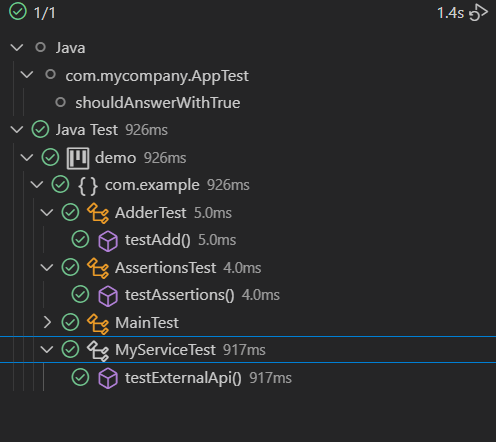 1/1 1.4s
Java
com.mycompany.AppTest
shouldAnswerWithTrue
Java Test 926ms
demo 926ms
{ } com.example 926ms
AdderTest 5.0ms
testAdd() 5.0ms
AssertionsTest 4.0ms
testAssertions() 4.0ms
MainTest
MyServiceTest 917ms
testExternalApi() 917ms